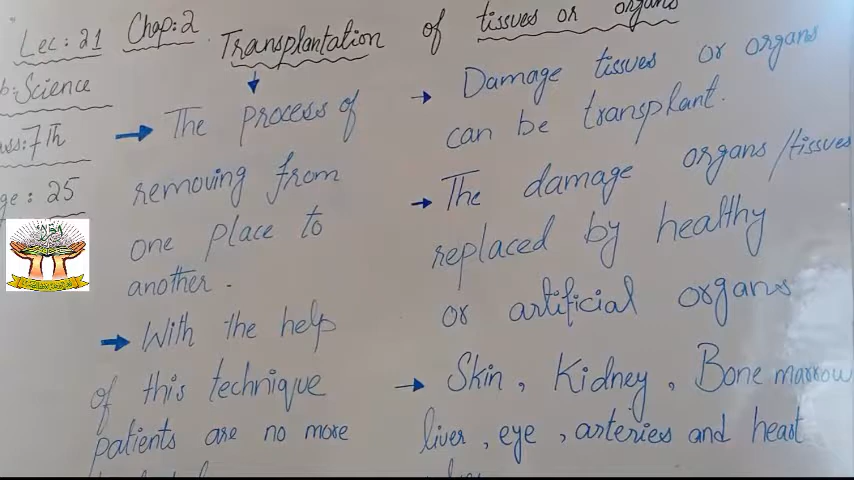 Lec: 21 Chap: 2 Transplantation of tissues or organs
b: Science
ass: 7th
ge: 25
→ The process of
removing from
one place to
another.
→ With the help
of this technique
patients are no more
→ Damage tissues or organs
can be transplant.
→ The damage organs/tissues
replaced by healthy
or artificial organs
→ Skin, Kidney, Bone marrow
liver, eye, arteries and heart